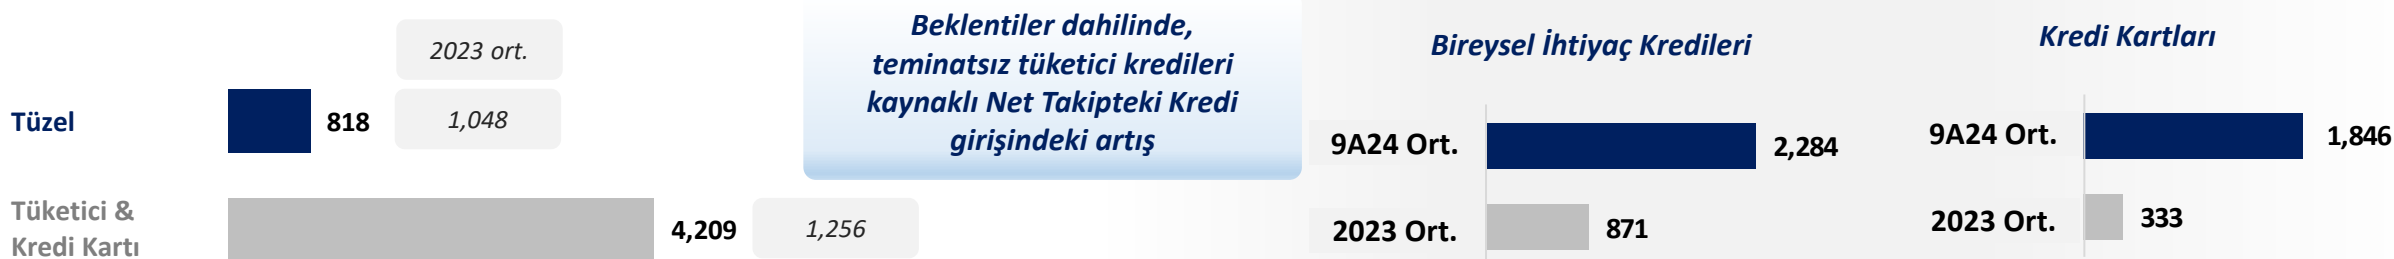 2023 ort.
Tüzel
818
1,048
Tüketici &
Kredi Kartı
4,209
1,256
Beklentiler dahilinde,
teminatsız tüketici kredileri
kaynaklı Net Takipteki Kredi
girişindeki artış
Bireysel İhtiyaç Kredileri
9A24 Ort.
2,284
2023 Ort.
871
Kredi Kartları
9A24 Ort.
1,846
2023 Ort.
333